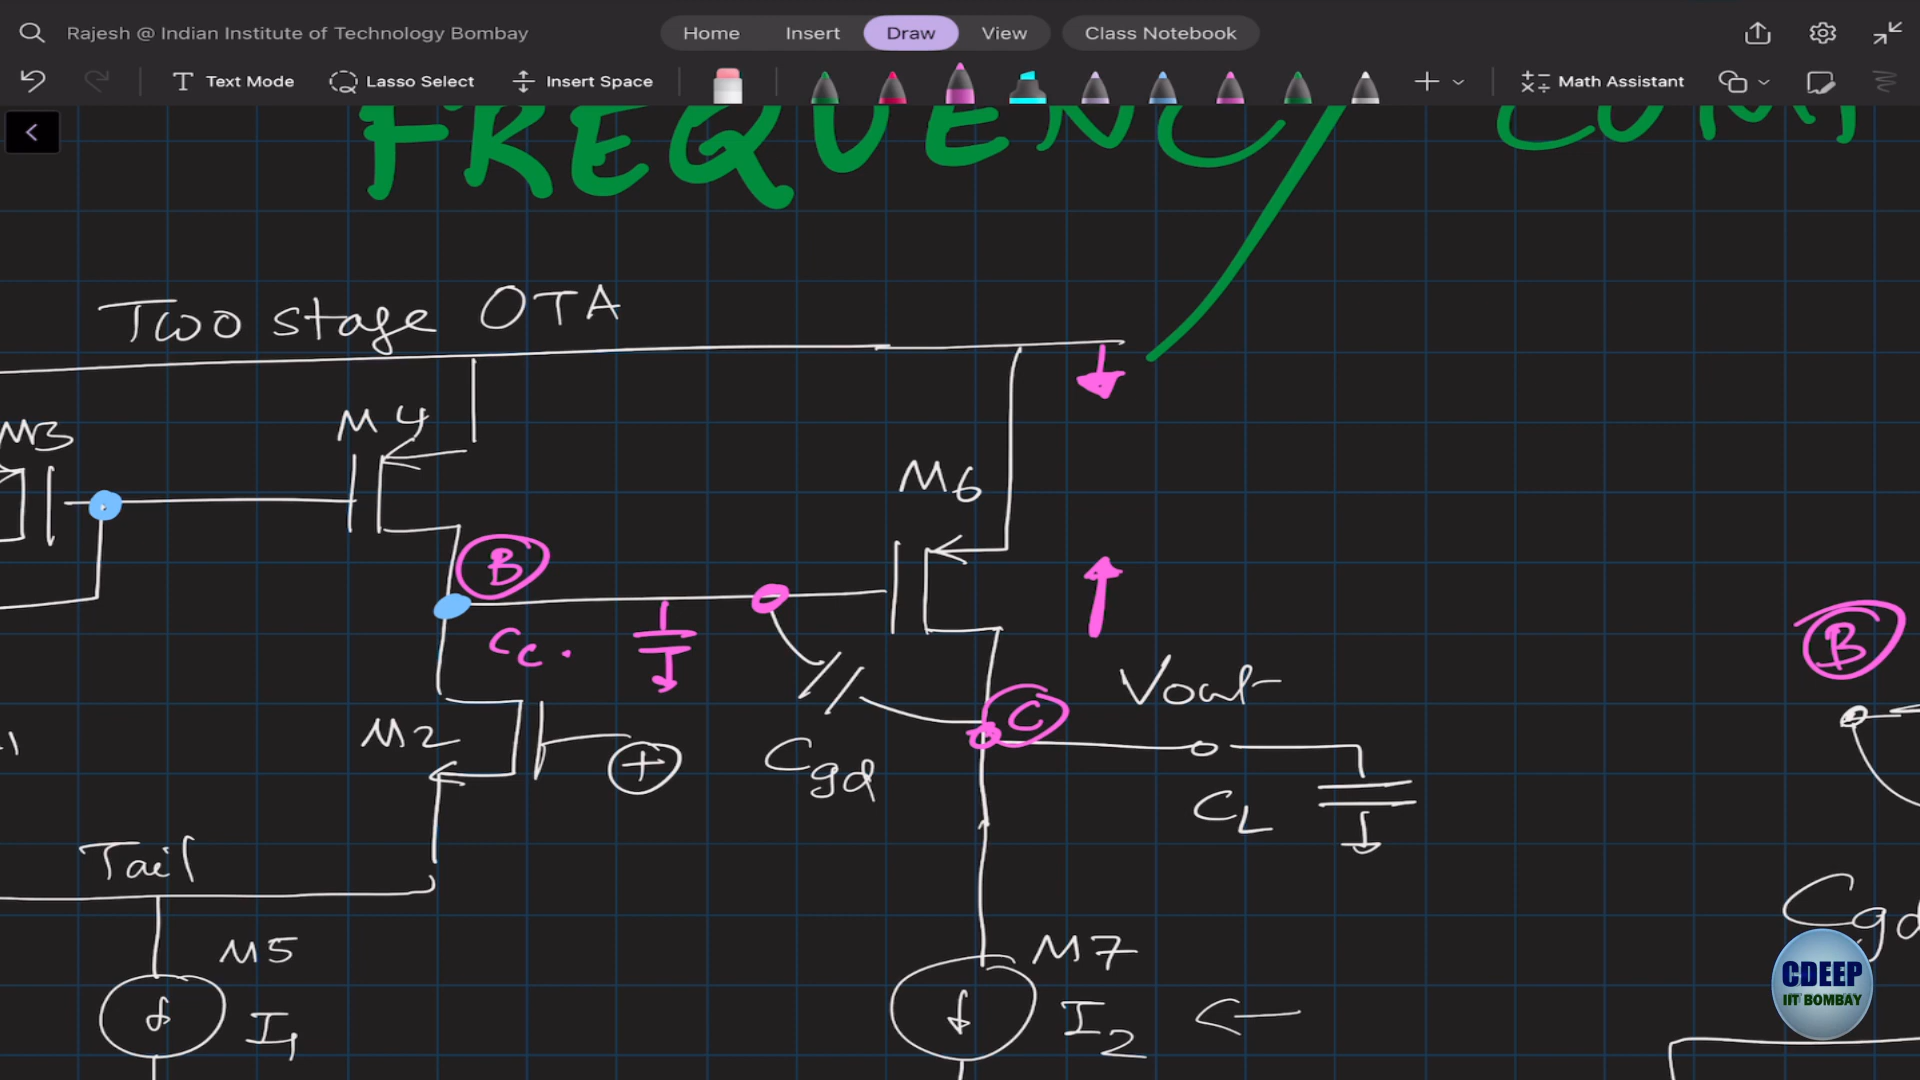 Rajesh @ Indian Institute of Technology Bombay
Home Insert Draw View Class Notebook
Text Mode Lasso Select Insert Space Math Assistant
FREQUENCY COM
Two stage OTA
M3
M4
M6
B
B
Cc.
C
Vout
M2
+
Cgd
CL
Cgd
Tail
M5
M7
I1
I2
CDEEP
IIT BOMBAY